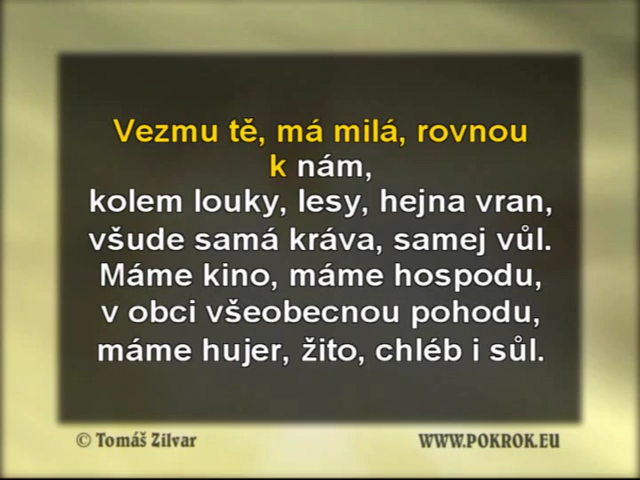 Vezmu tě, má milá, rovnou
k nám,
kolem louky, lesy, hejna vran,
všude samá kráva, samej vůl.
Máme kino, máme hospodu,
v obci všeobecnou pohodu,
máme hujer, žito, chléb i sůl.
© Tomáš Zilvar
WWW.POKROK.EU